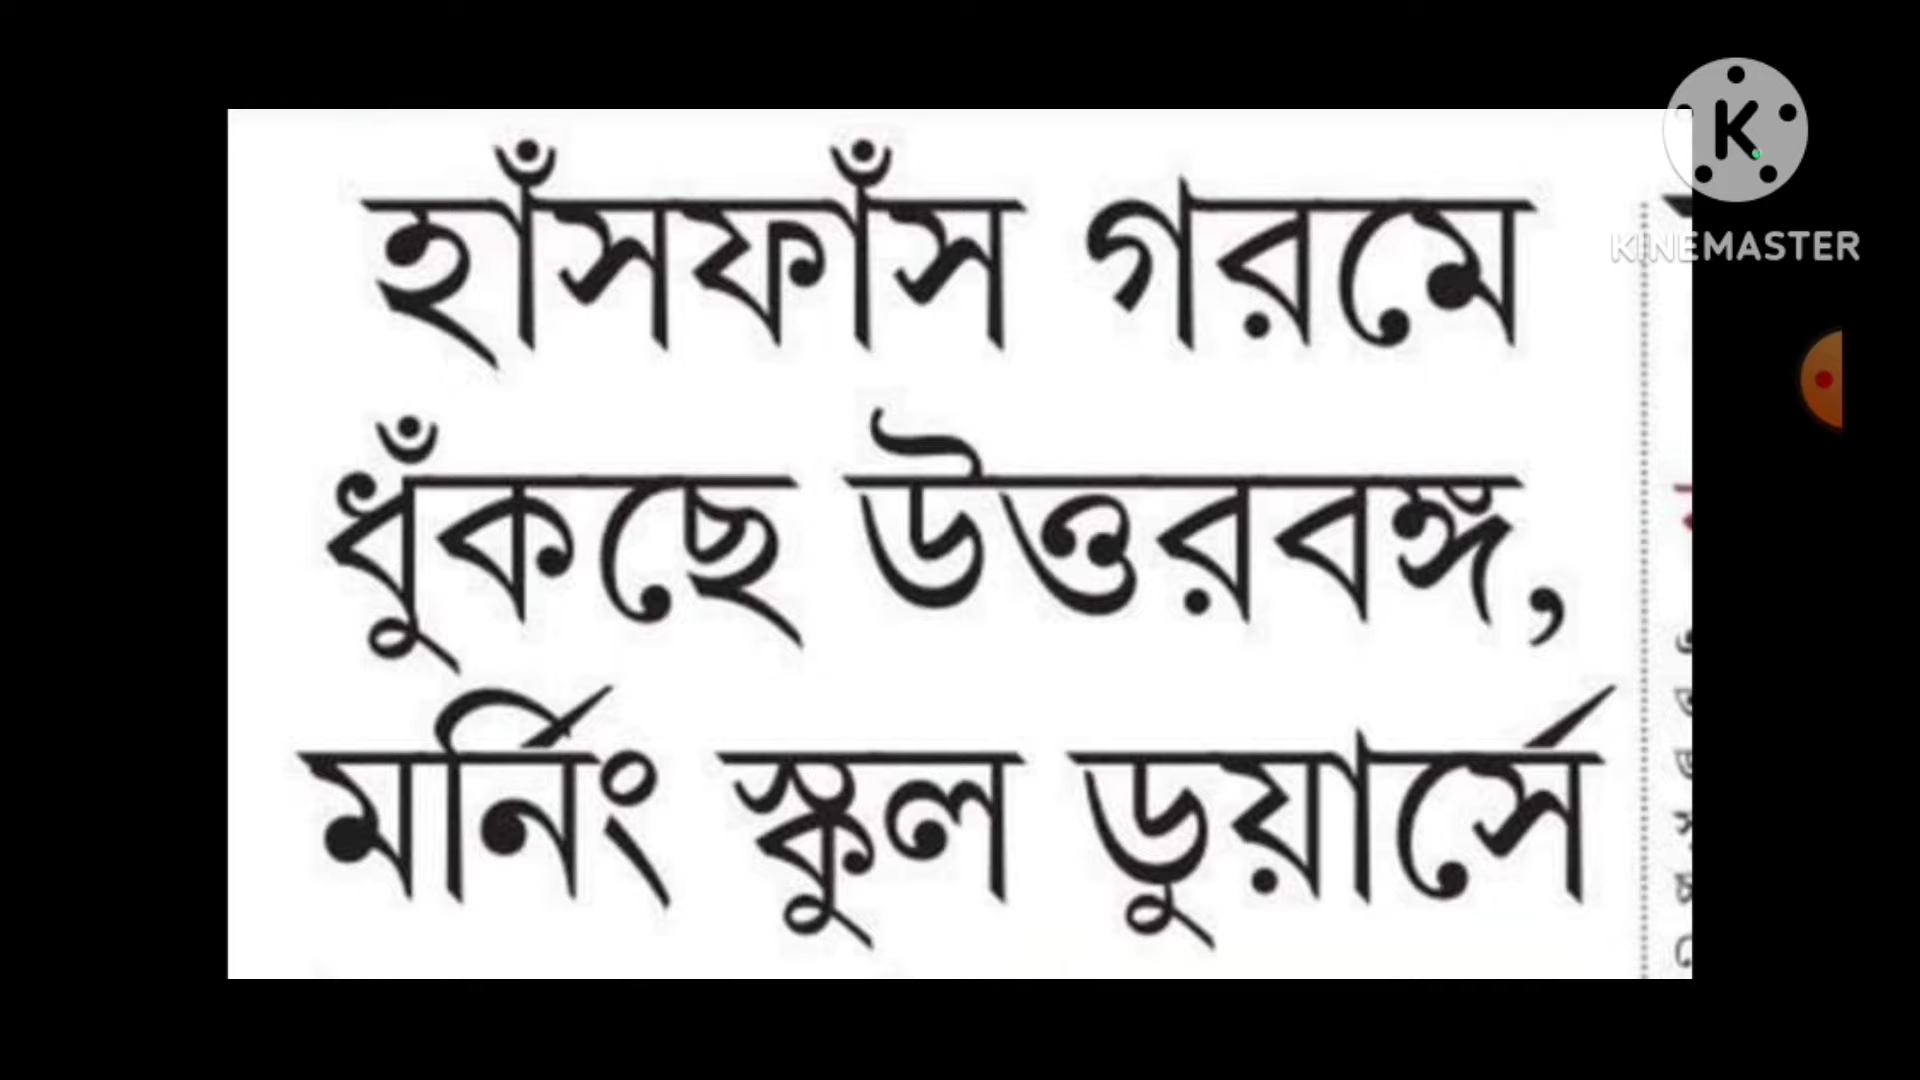 হাঁসফাঁস গরমে
ধুঁকছে উত্তরবঙ্গ,
মর্নিং স্কুল ডুয়ার্সে
KINEMASTER